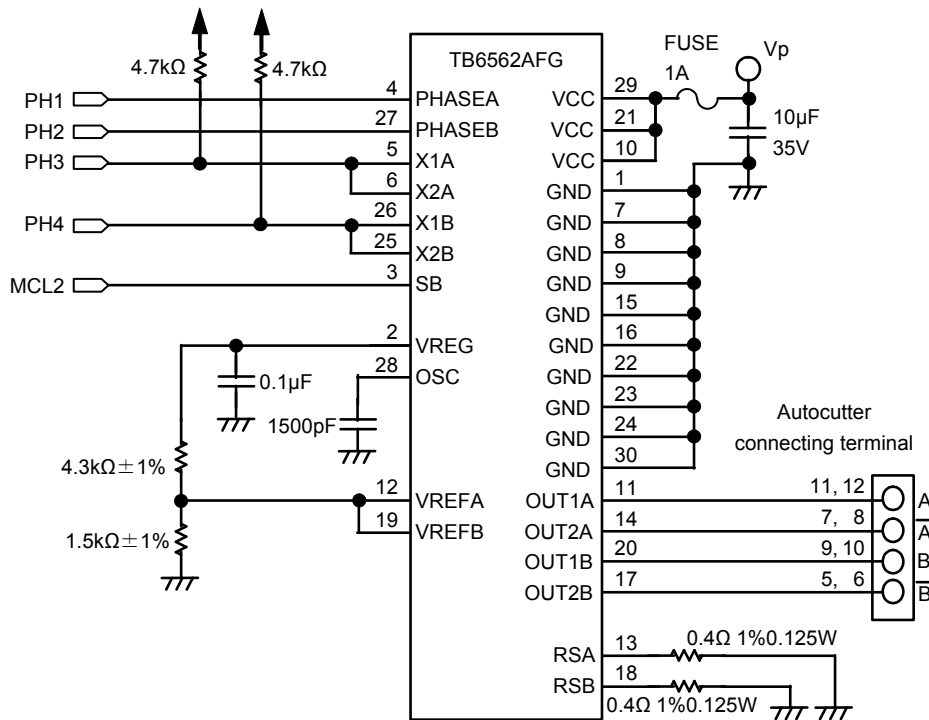 4.7kΩ
4.7kΩ
PH1
PH2
PH3
PH4
MCL2
TB6562AFG
4 PHASEA
27 PHASEB
5 X1A
6 X2A
26 X1B
25 X2B
3 SB
2 VREG
28 OSC
12 VREFA
19 VREFB
0.1µF
1500pF
4.3kΩ±1%
1.5kΩ±1%
VCC 29
VCC 21
VCC 10
GND 1
GND 7
GND 8
GND 9
GND 15
GND 16
GND 22
GND 23
GND 24
GND 30
OUT1A 11
OUT2A 14
OUT1B 20
OUT2B 17
RSA 13
RSB 18
FUSE
1A
Vp
10µF
35V
Autocutter
connecting terminal
11, 12 A
7, 8 A̅
9, 10 B
5, 6 B̅
0.4Ω 1%0.125W
0.4Ω 1%0.125W